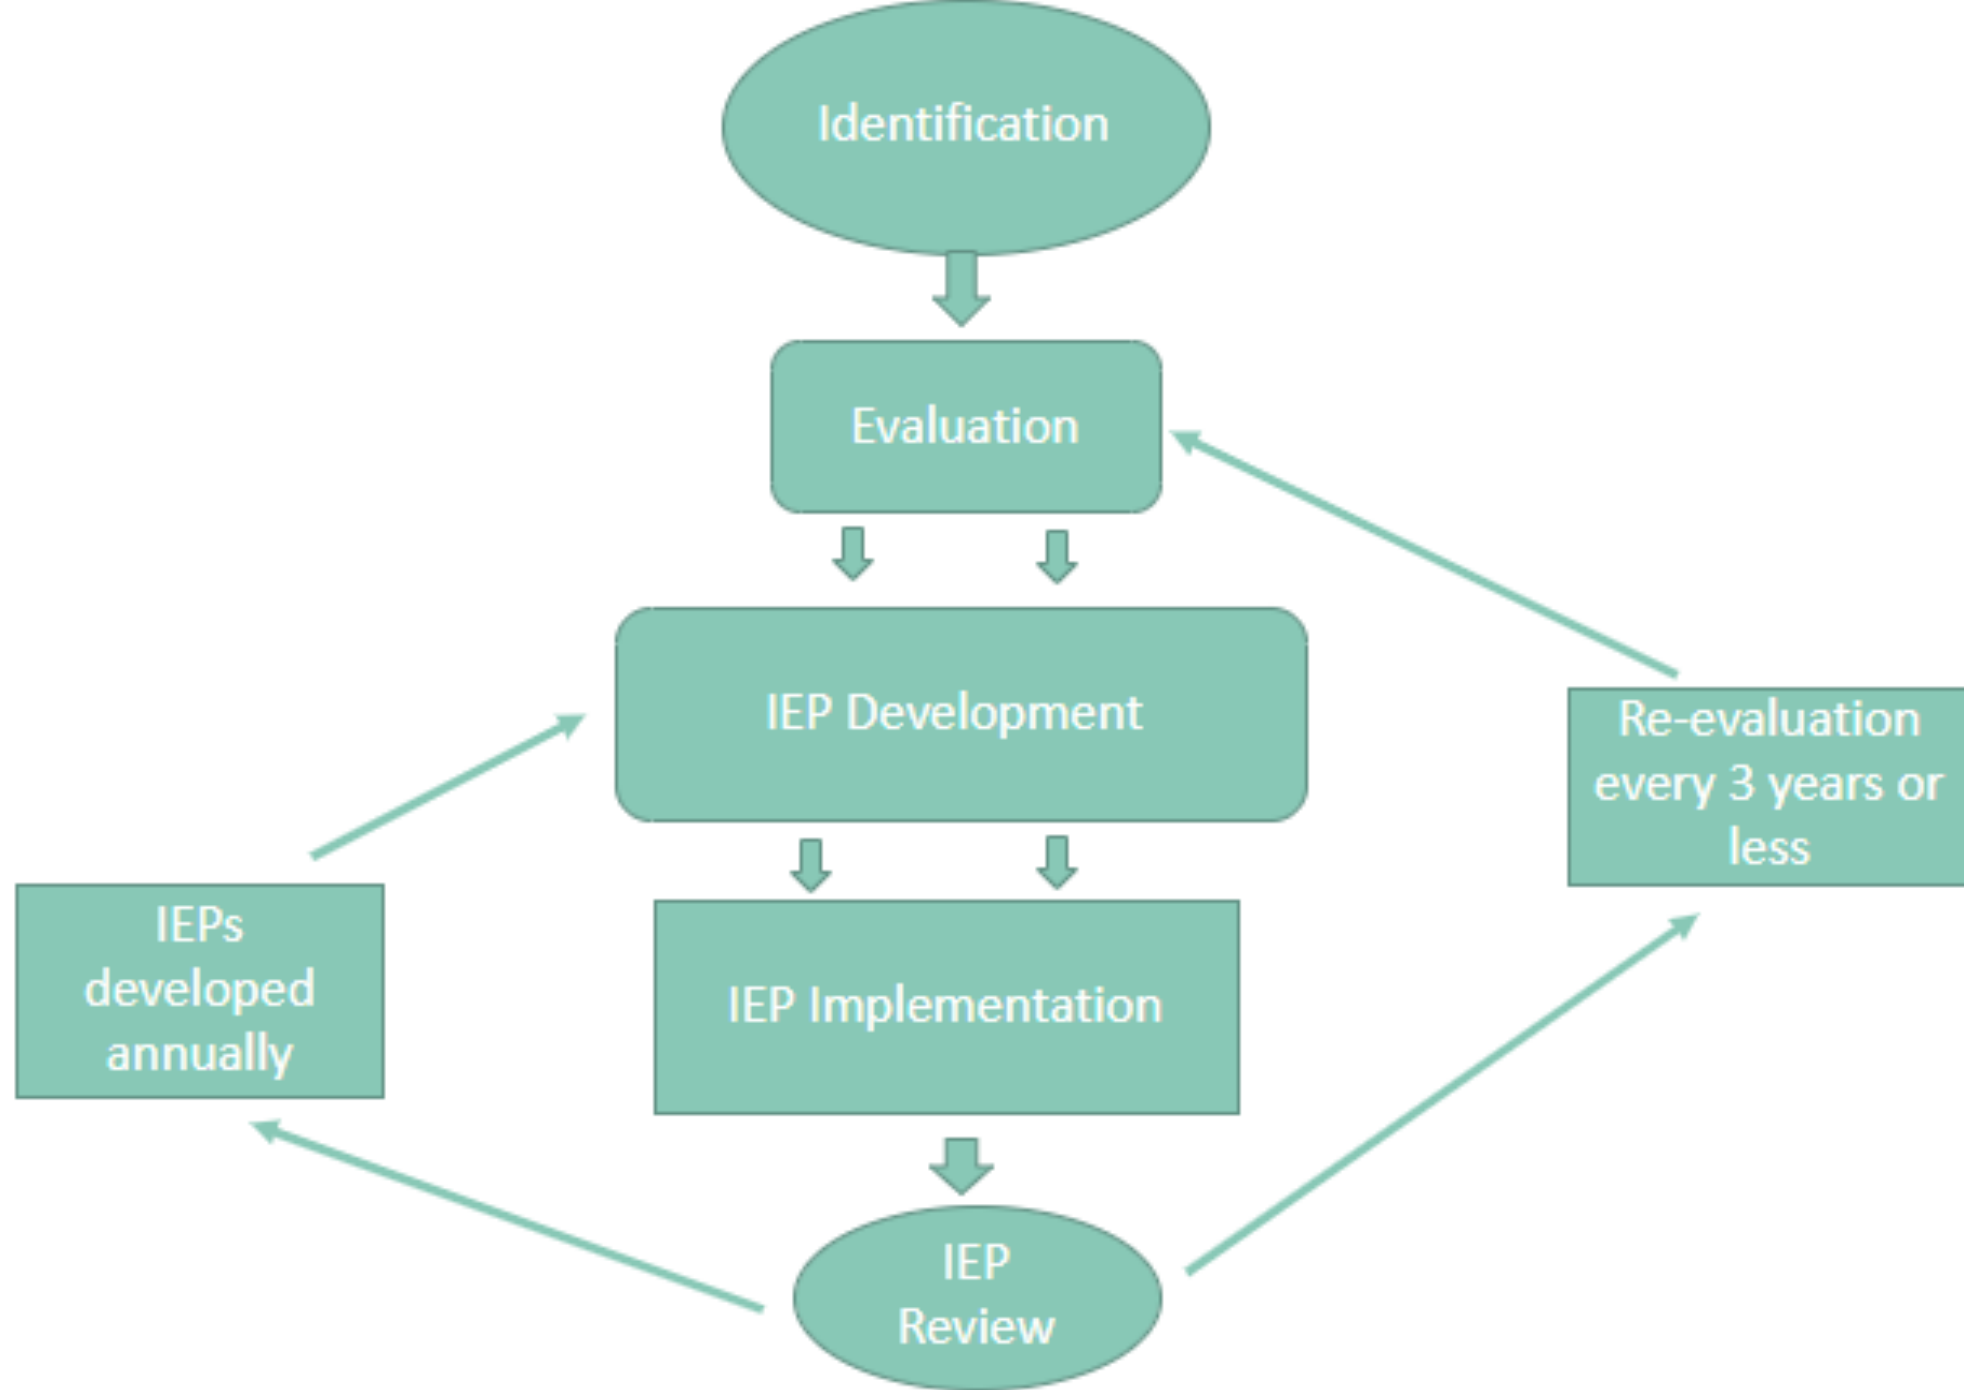 Identification
Evaluation
IEP Development
Re-evaluation
every 3 years or
less
IEPs
developed
annually
IEP Implementation
IEP
Review